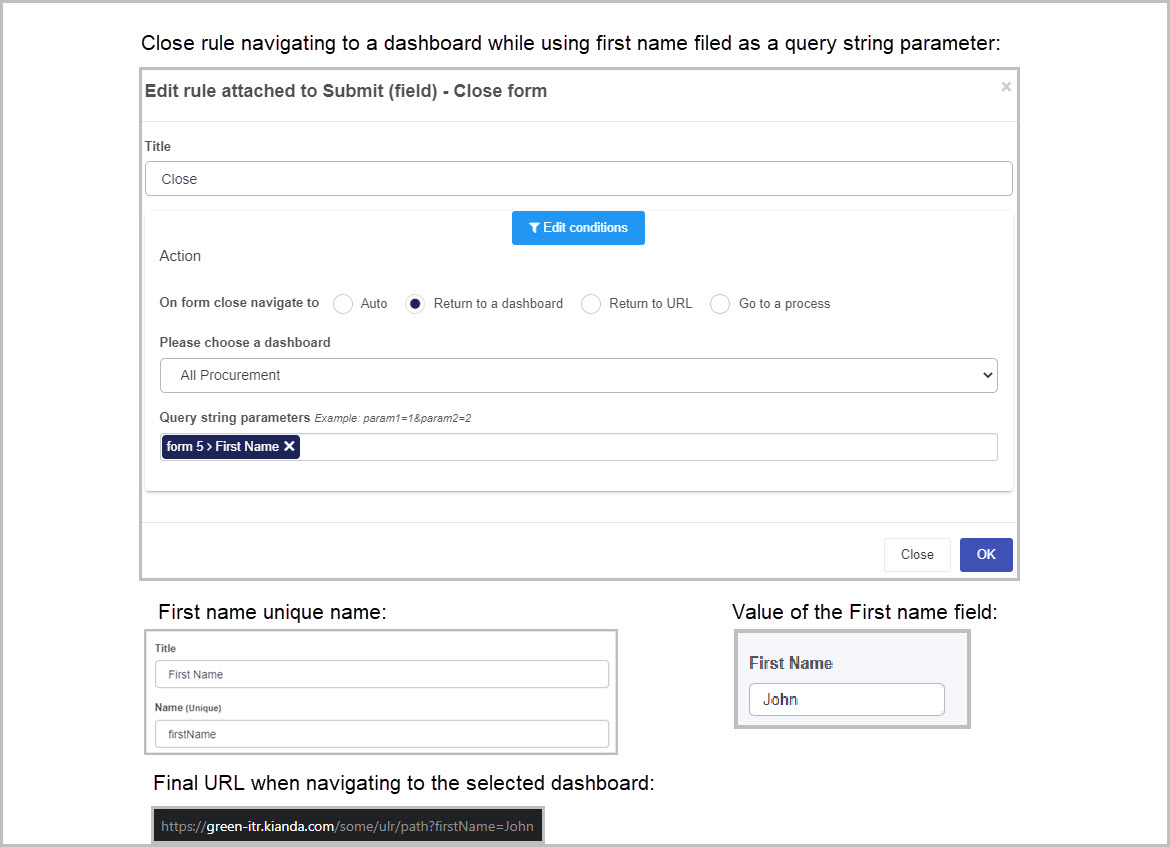 Close rule navigating to a dashboard while using first name filed as a query string parameter:
Edit rule attached to Submit (field) - Close form ×
Title
Close
Edit conditions
Action
On form close navigate to Auto Return to a dashboard Return to URL Go to a process
Please choose a dashboard
All Procurement
Query string parameters Example: param1=1&param2=2
form 5 > First Name ×
Close OK
First name unique name:
Title
First Name
Name (Unique)
firstName
Value of the First name field:
First Name
John
Final URL when navigating to the selected dashboard:
https://green-itr.kianda.com/some/ulr/path?firstName=John